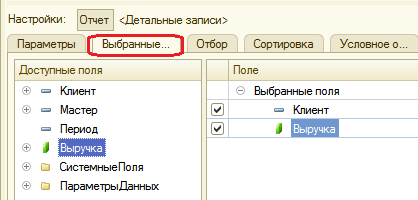 Настройки: Отчет <Детальные записи>
Параметры Выбранные... Отбор Сортировка Условное о...
Доступные поля
Клиент
Мастер
Период
Выручка
СистемныеПоля
ПараметрыДанных
Поле
Выбранные поля
Клиент
Выручка